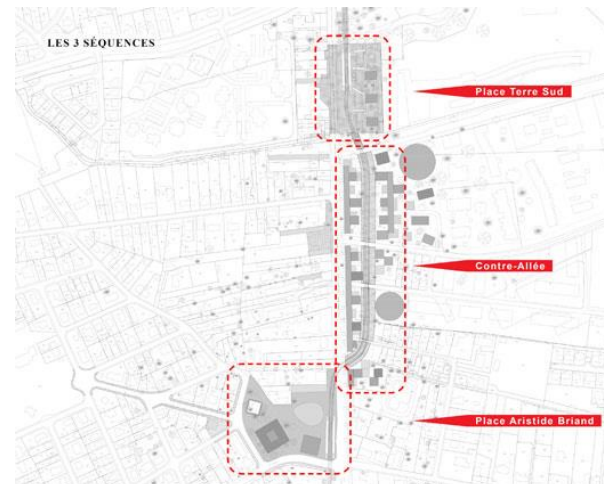 LES 3 SÉQUENCES
Place Terre Sud
Contre-Allée
Place Aristide Briand